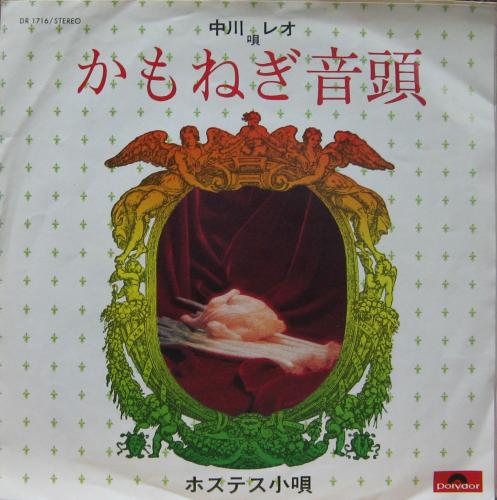 DR 1716/STEREO
中川レオ
唄
かもねぎ音頭
ホステス小唄
polydor